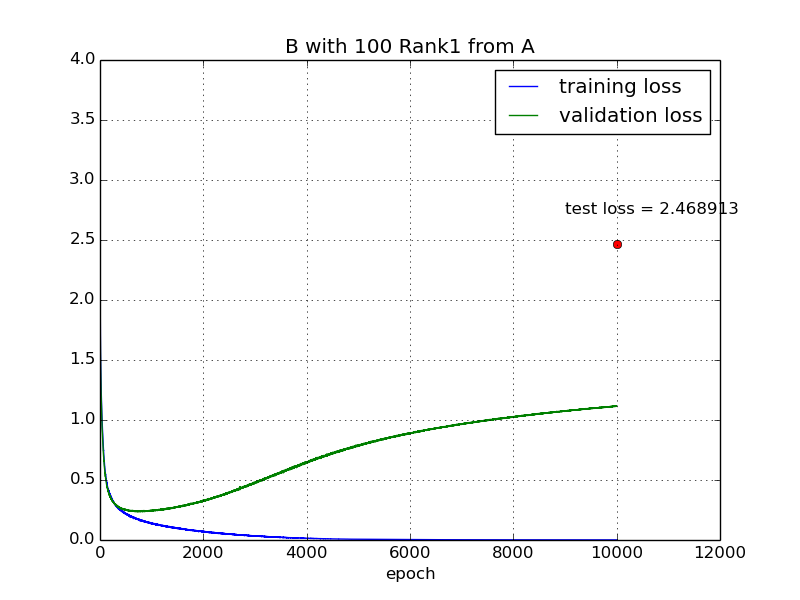 B with 100 Rank1 from A
4.0
3.5
3.0
2.5
2.0
1.5
1.0
0.5
0.0
training loss
validation loss
test loss = 2.468913
0 2000 4000 6000 8000 10000 12000
epoch